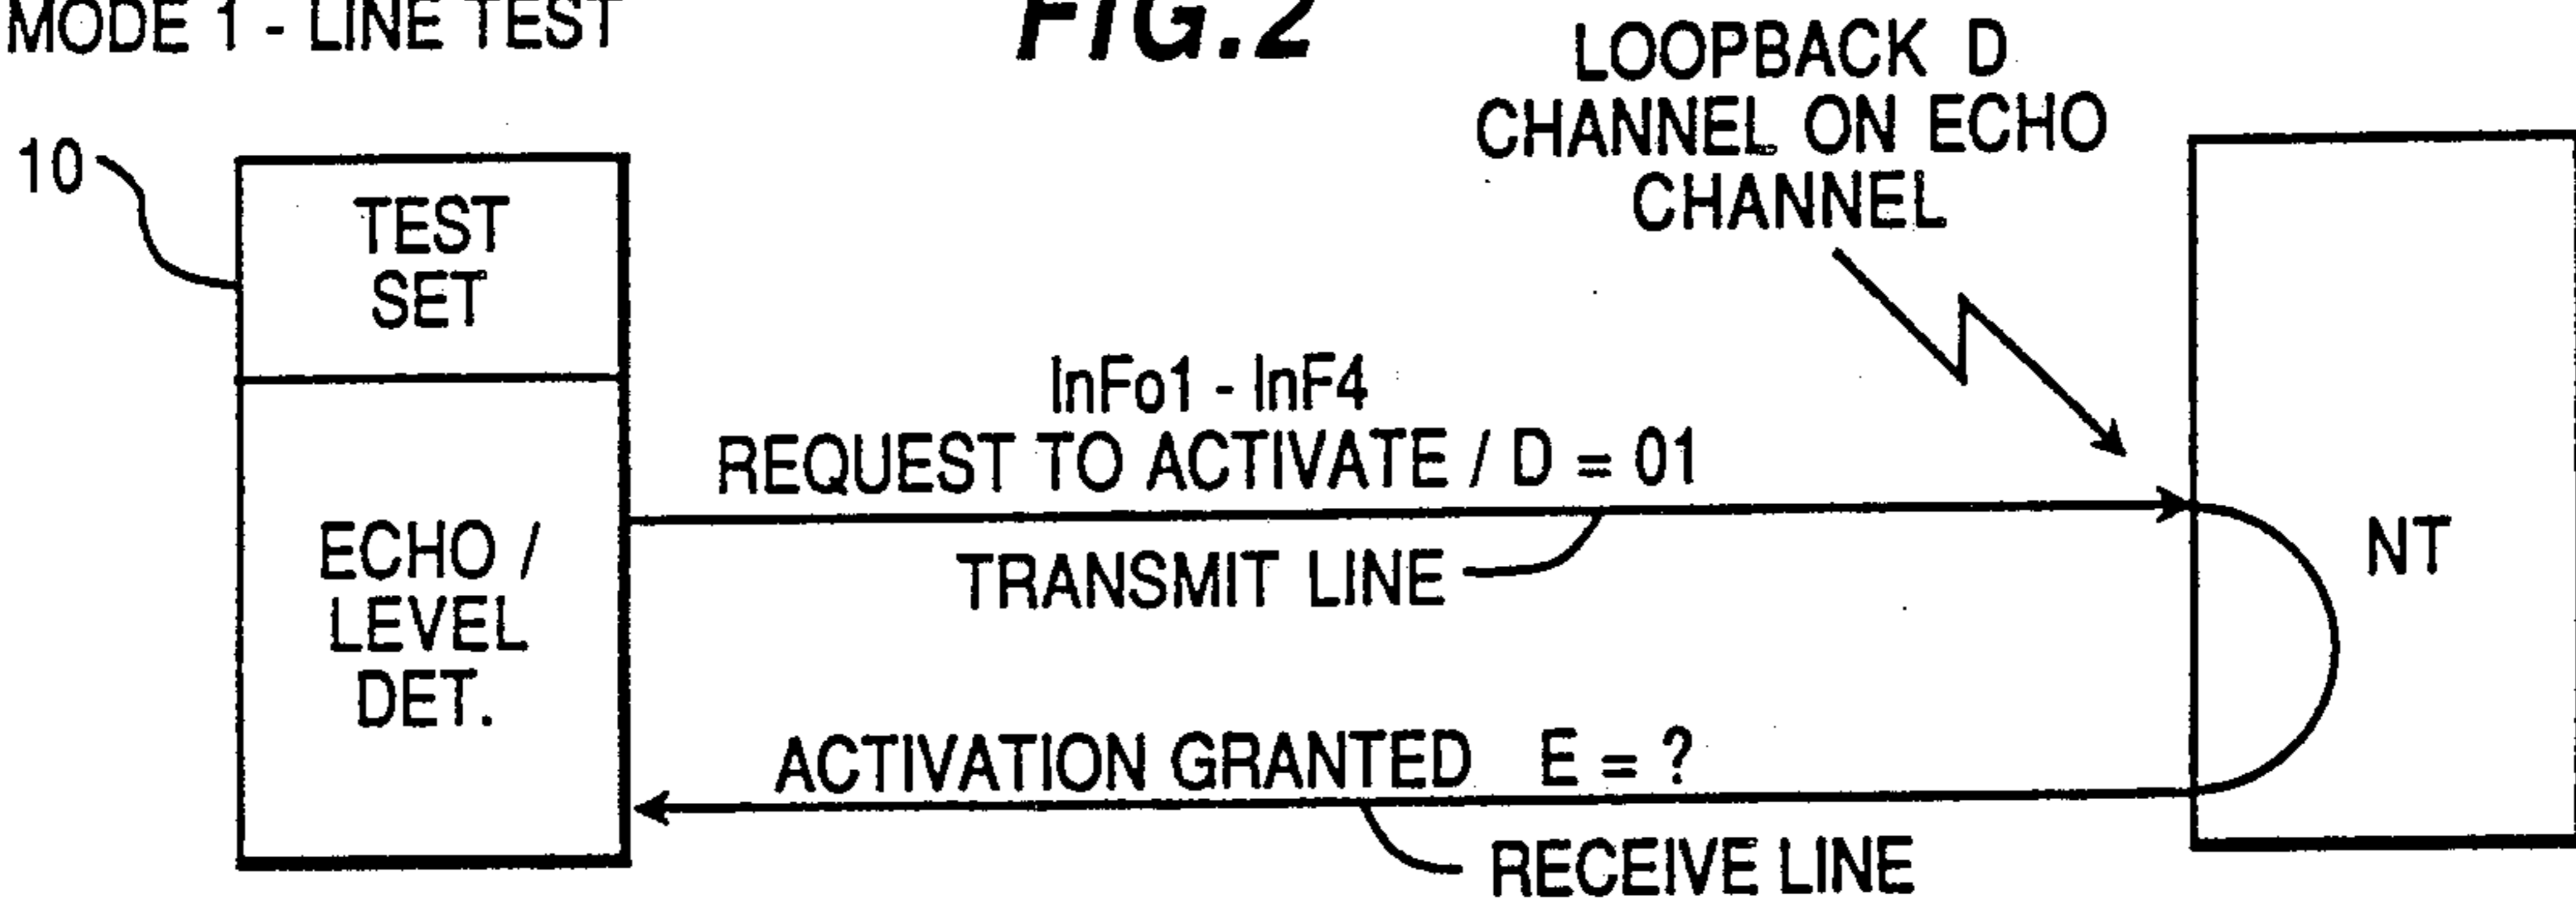 MODE 1 - LINE TEST
FIG.2
LOOPBACK D
CHANNEL ON ECHO
CHANNEL
10
TEST
SET
InFo1 - InF4
REQUEST TO ACTIVATE / D = 01
TRANSMIT LINE
ECHO /
LEVEL
DET.
NT
ACTIVATION GRANTED E = ?
RECEIVE LINE